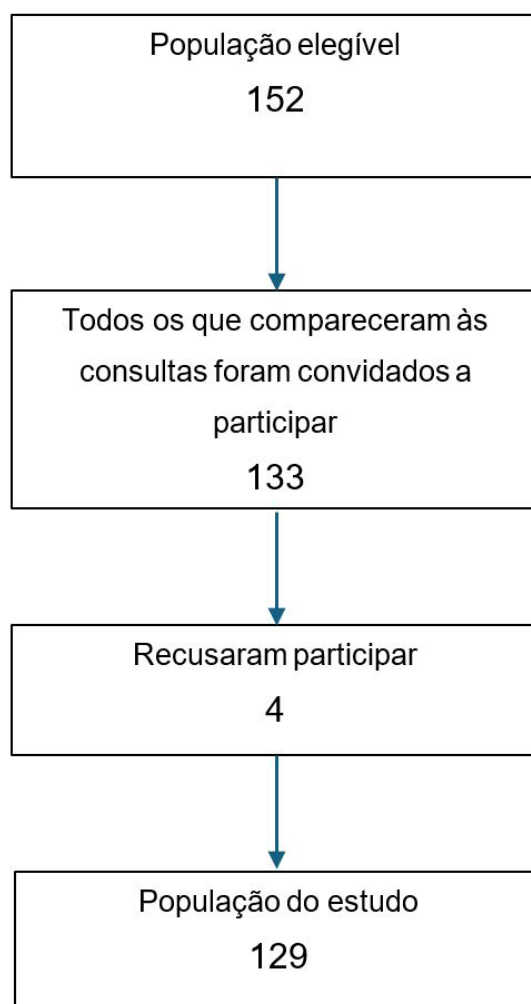 População elegível
152
Todos os que compareceram às
consultas foram convidados a
participar
133
Recusaram participar
4
População do estudo
129